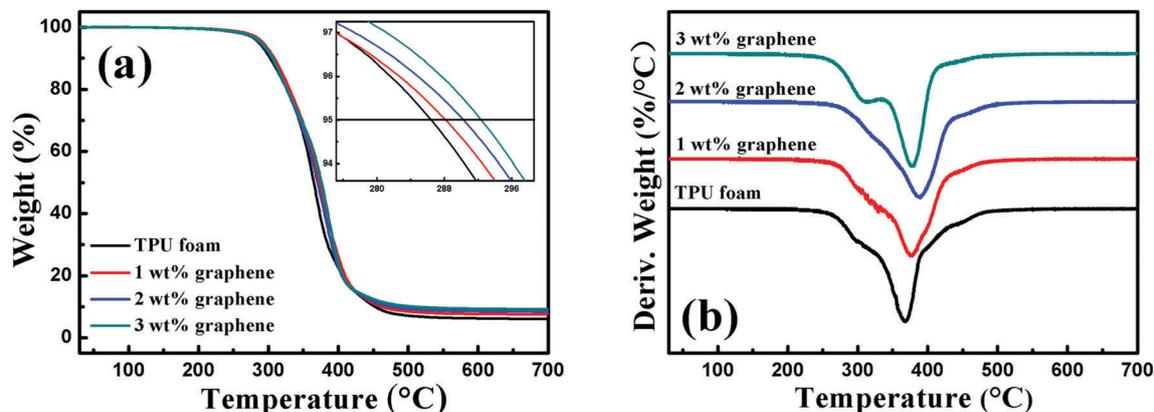 (a)
Weight (%)
100
80
60
40
20
0
97
96
95
94
280
288
296
TPU foam
1 wt% graphene
2 wt% graphene
3 wt% graphene
100
200
300
400
500
600
700
Temperature (°C)
Deriv. Weight (%/°C)
3 wt% graphene
2 wt% graphene
1 wt% graphene
TPU foam
(b)
100
200
300
400
500
600
700
Temperature (°C)